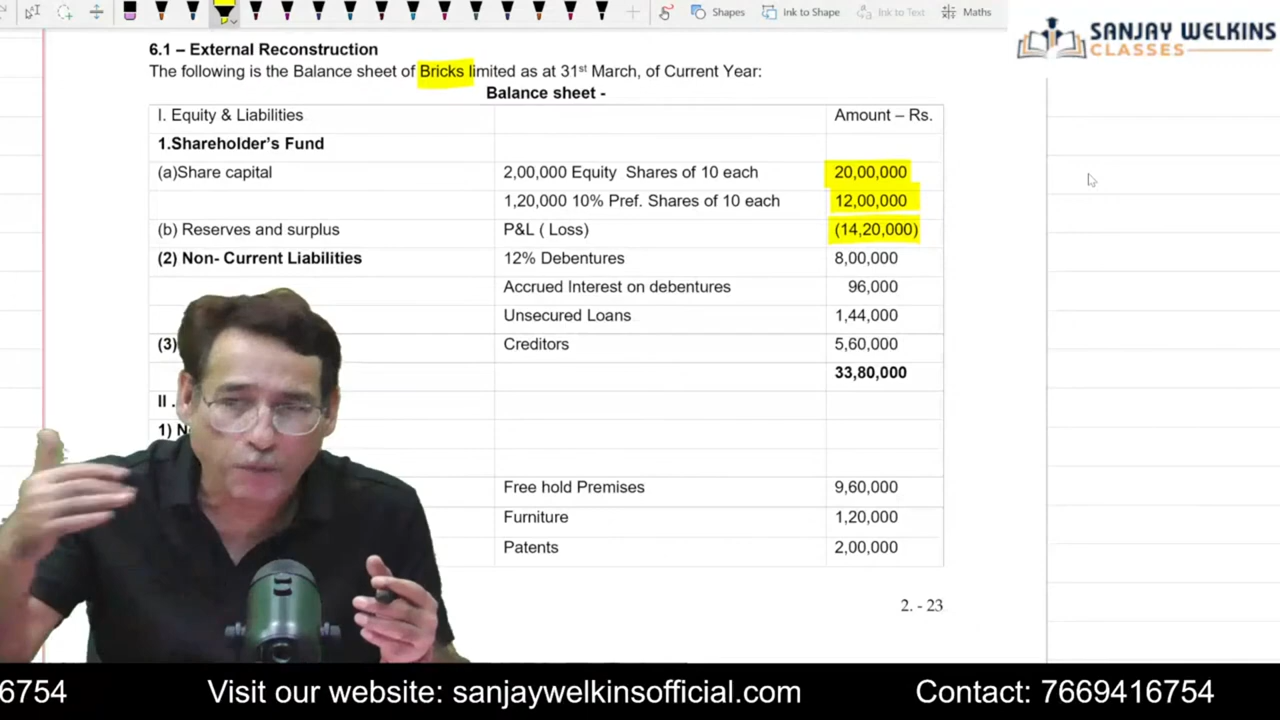 Shapes Ink to Shape Ink to Text Maths
SANJAY WELKINS
CLASSES
6.1 – External Reconstruction
The following is the Balance sheet of Bricks limited as at 31st March, of Current Year:
Balance sheet -
I. Equity & Liabilities Amount – Rs.
1.Shareholder's Fund
(a)Share capital 2,00,000 Equity Shares of 10 each 20,00,000
1,20,000 10% Pref. Shares of 10 each 12,00,000
(b) Reserves and surplus P&L ( Loss) (14,20,000)
(2) Non- Current Liabilities 12% Debentures 8,00,000
Accrued Interest on debentures 96,000
Unsecured Loans 1,44,000
(3) Creditors 5,60,000
33,80,000
II .
1) N
Free hold Premises 9,60,000
Furniture 1,20,000
Patents 2,00,000
2. - 23
6754 Visit our website: sanjaywelkinsofficial.com Contact: 7669416754